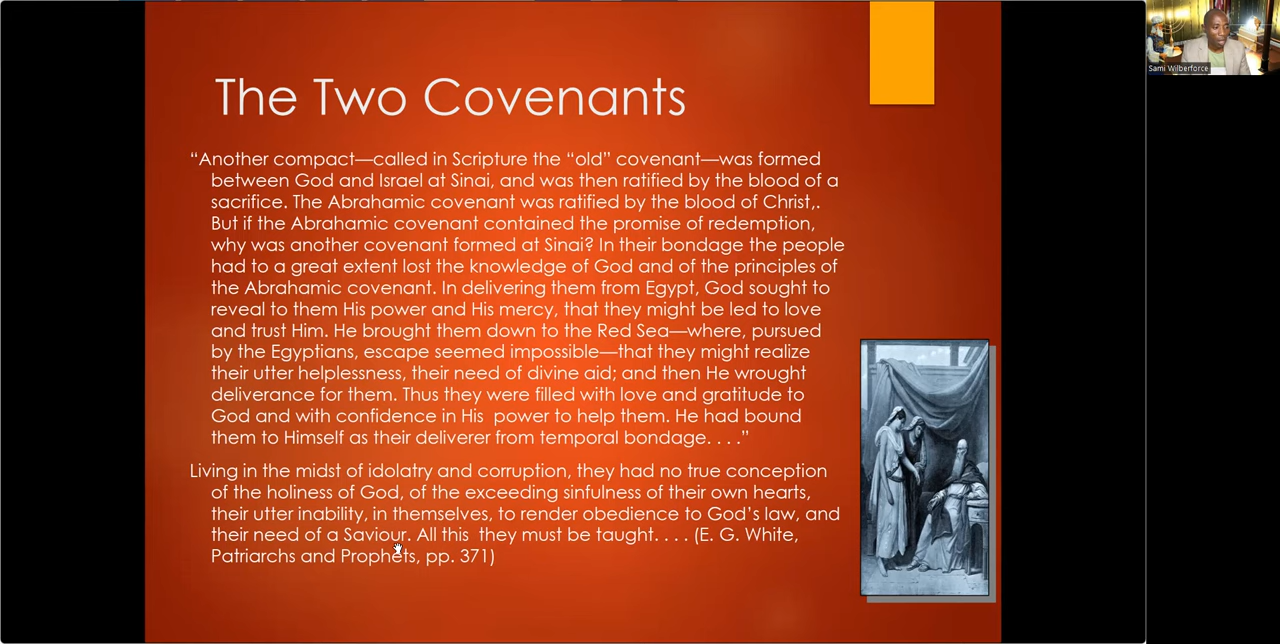 The Two Covenants
“Another compact—called in Scripture the “old” covenant—was formed
between God and Israel at Sinai, and was then ratified by the blood of a
sacrifice. The Abrahamic covenant was ratified by the blood of Christ,.
But if the Abrahamic covenant contained the promise of redemption,
why was another covenant formed at Sinai? In their bondage the people
had to a great extent lost the knowledge of God and of the principles of
the Abrahamic covenant. In delivering them from Egypt, God sought to
reveal to them His power and His mercy, that they might be led to love
and trust Him. He brought them down to the Red Sea—where, pursued
by the Egyptians, escape seemed impossible—that they might realize
their utter helplessness, their need of divine aid; and then He wrought
deliverance for them. Thus they were filled with love and gratitude to
God and with confidence in His  power to help them. He had bound
them to Himself as their deliverer from temporal bondage. . . .”
Living in the midst of idolatry and corruption, they had no true conception
of the holiness of God, of the exceeding sinfulness of their own hearts,
their utter inability, in themselves, to render obedience to God’s law, and
their need of a Saviour. All this  they must be taught. . . . (E. G. White,
Patriarchs and Prophets, pp. 371)
Sami Wilberforce